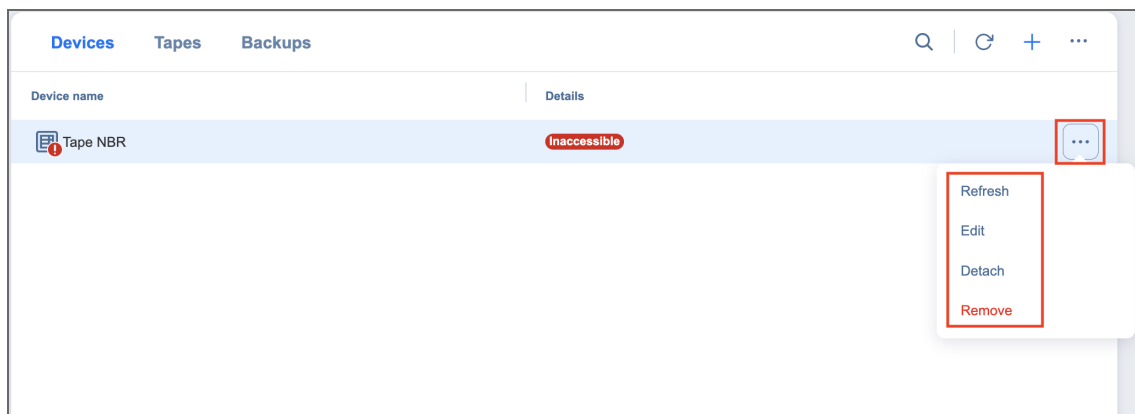 Devices Tapes Backups
Device name Details
Tape NBR Inaccessible
Refresh
Edit
Detach
Remove